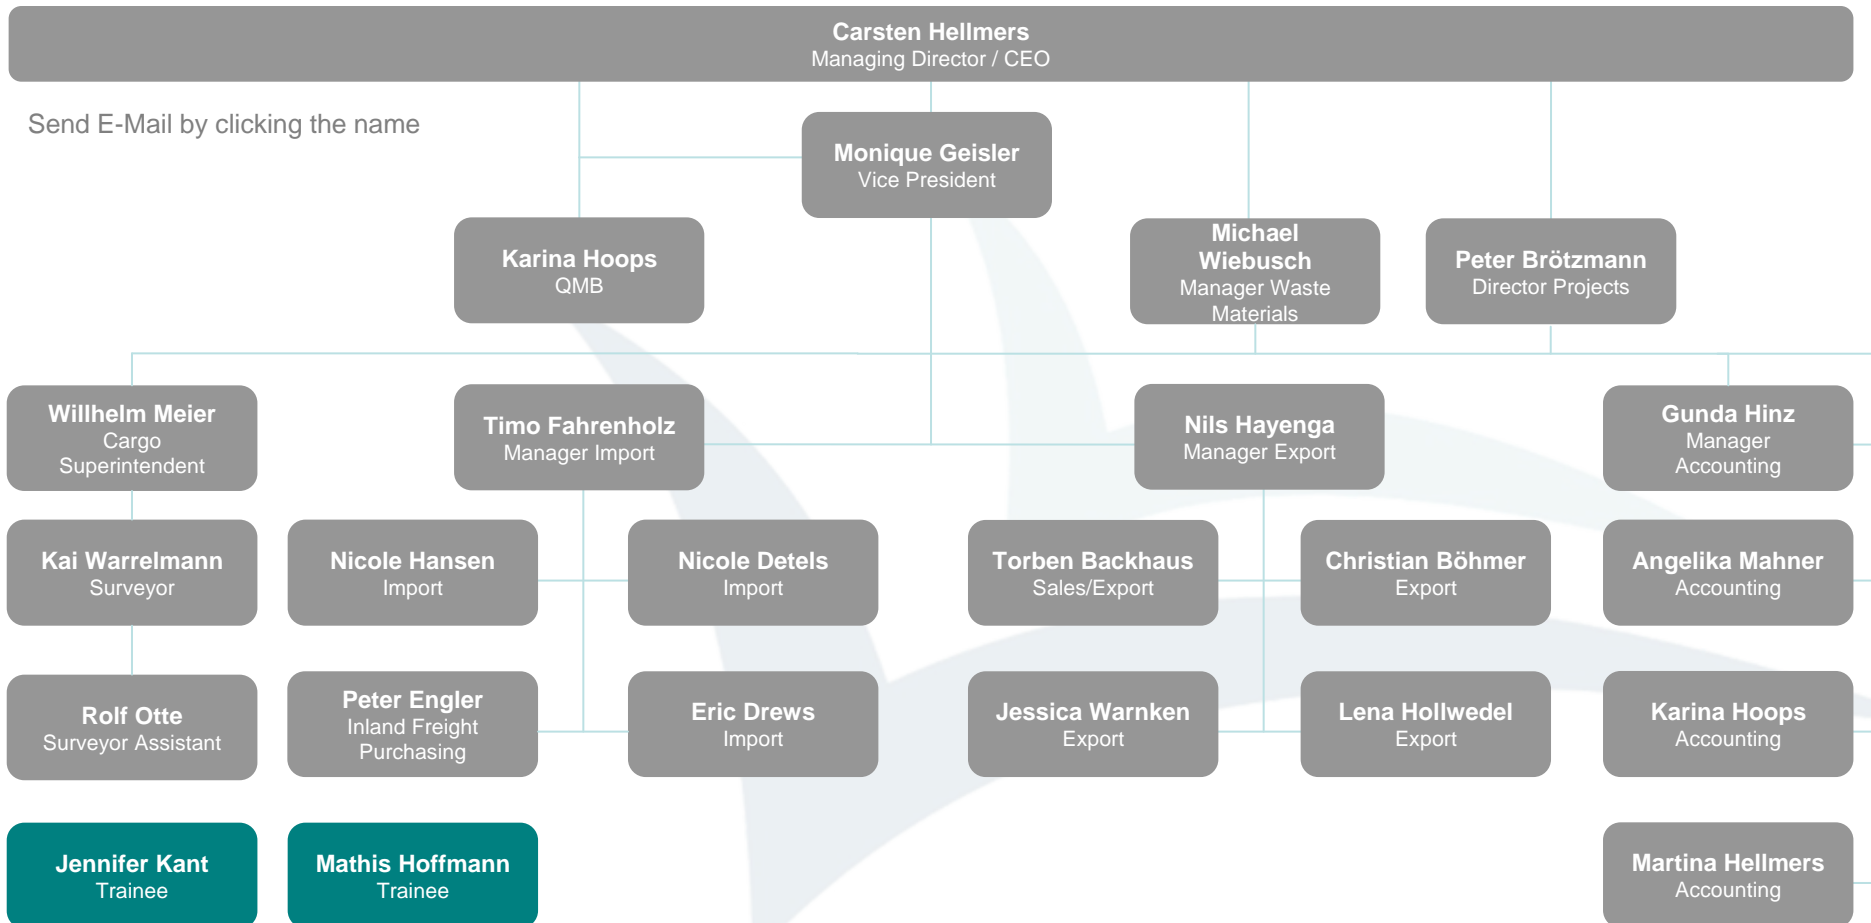 Carsten Hellmers
Managing Director / CEO
Send E-Mail by clicking the name
Monique Geisler
Vice President
Karina Hoops
QMB
Michael
Wiebusch
Manager Waste
Materials
Peter Brötzmann
Director Projects
Willhelm Meier
Cargo
Superintendent
Timo Fahrenholz
Manager Import
Nils Hayenga
Manager Export
Gunda Hinz
Manager
Accounting
Kai Warrelmann
Surveyor
Nicole Hansen
Import
Nicole Detels
Import
Torben Backhaus
Sales/Export
Christian Böhmer
Export
Angelika Mahner
Accounting
Rolf Otte
Surveyor Assistant
Peter Engler
Inland Freight
Purchasing
Eric Drews
Import
Jessica Warnken
Export
Lena Hollwedel
Export
Karina Hoops
Accounting
Jennifer Kant
Trainee
Mathis Hoffmann
Trainee
Martina Hellmers
Accounting